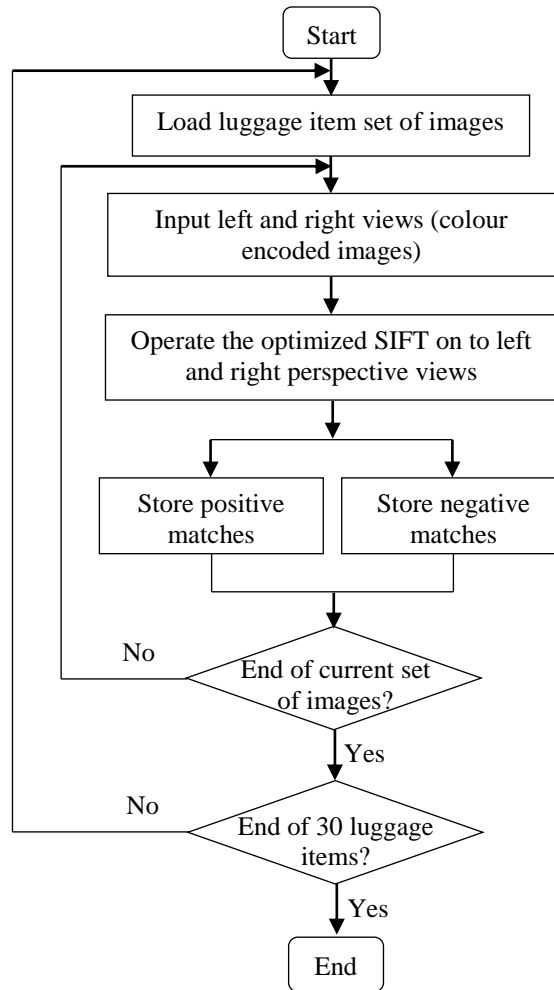 Start
Load luggage item set of images
Input left and right views (colour
encoded images)
Operate the optimized SIFT on to left
and right perspective views
Store positive
matches
Store negative
matches
No
End of current set
of images?
Yes
No
End of 30 luggage
items?
Yes
End